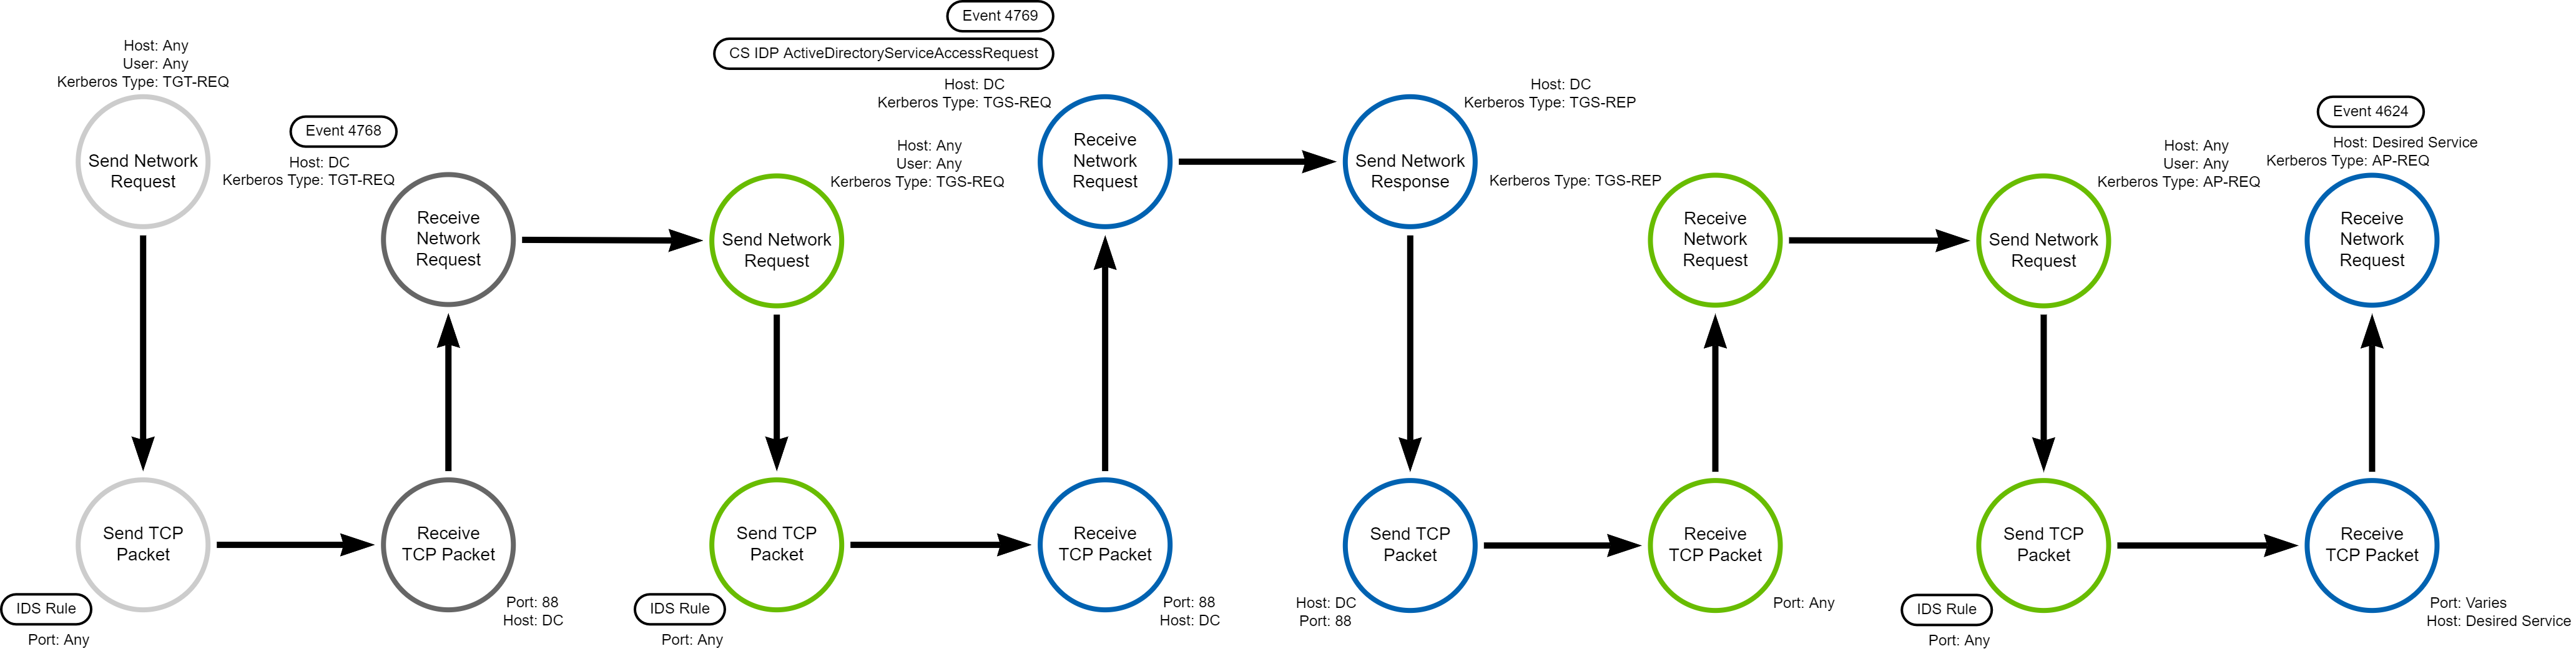 Host: Any
User: Any
Kerberos Type: TGT-REQ
Send Network
Request
Send TCP
Packet
IDS Rule
Port: Any
Event 4768
Host: DC
Kerberos Type: TGT-REQ
Receive
Network
Request
Receive
TCP Packet
Port: 88
Host: DC
Host: Any
User: Any
Kerberos Type: TGS-REQ
Send Network
Request
Send TCP
Packet
IDS Rule
Port: Any
Event 4769
CS IDP ActiveDirectoryServiceAccessRequest
Host: DC
Kerberos Type: TGS-REQ
Receive
Network
Request
Receive
TCP Packet
Port: 88
Host: DC
Host: DC
Kerberos Type: TGS-REP
Send Network
Response
Send TCP
Packet
Host: DC
Port: 88
Kerberos Type: TGS-REP
Receive
Network
Request
Receive
TCP Packet
Port: Any
Host: Any
User: Any
Kerberos Type: AP-REQ
Send Network
Request
Send TCP
Packet
IDS Rule
Port: Any
Event 4624
Host: Desired Service
Kerberos Type: AP-REQ
Receive
Network
Request
Receive
TCP Packet
Port: Varies
Host: Desired Service